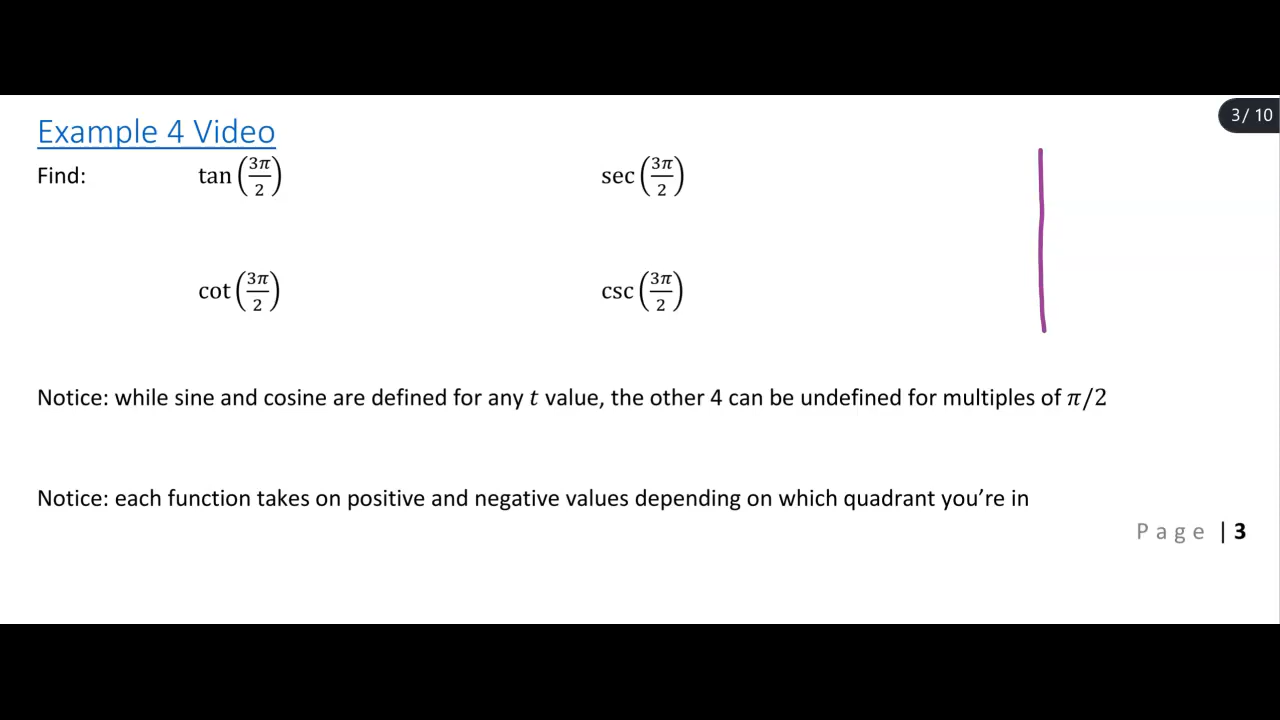 Example 4 Video
3/ 10
Find: tan(3π/2) sec(3π/2)
cot(3π/2) csc(3π/2)
Notice: while sine and cosine are defined for any t value, the other 4 can be undefined for multiples of π/2
Notice: each function takes on positive and negative values depending on which quadrant you’re in
Page | 3